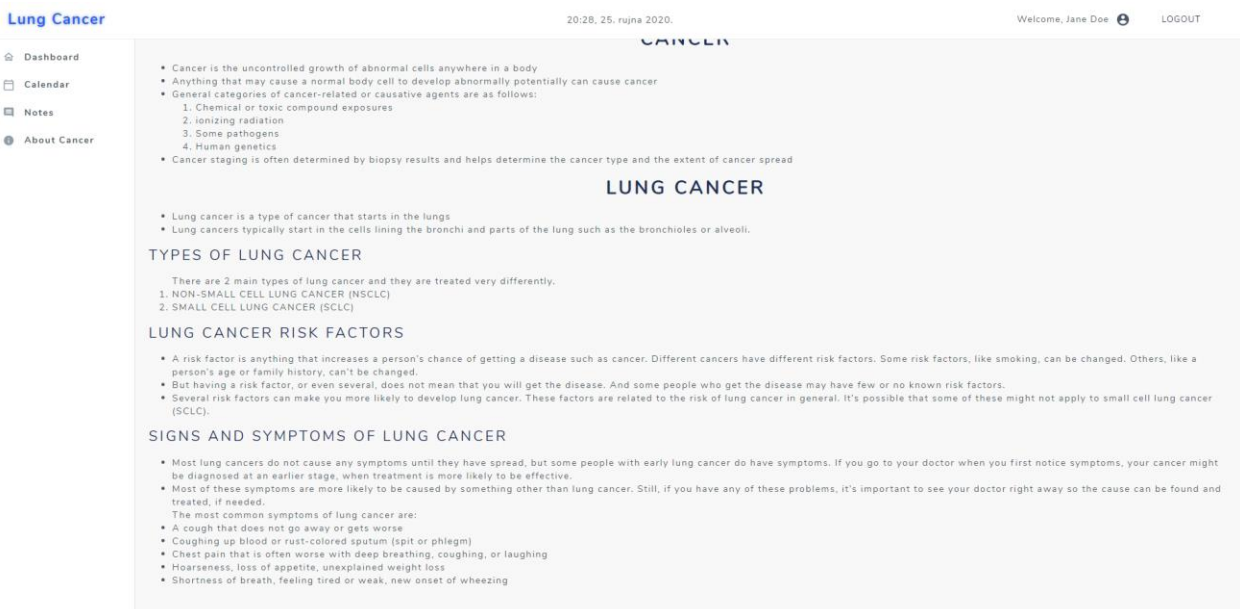 Lung Cancer
20:28, 25. rujna 2020.
Welcome, Jane Doe
LOGOUT
Dashboard
Calendar
Notes
About Cancer
CANCER
• Cancer is the uncontrolled growth of abnormal cells anywhere in a body
• Anything that may cause a normal body cell to develop abnormally potentially can cause cancer
• General categories of cancer-related or causative agents are as follows:
1. Chemical or toxic compound exposures
2. ionizing radiation
3. Some pathogens
4. Human genetics
• Cancer staging is often determined by biopsy results and helps determine the cancer type and the extent of cancer spread
LUNG CANCER
• Lung cancer is a type of cancer that starts in the lungs
• Lung cancers typically start in the cells lining the bronchi and parts of the lung such as the bronchioles or alveoli.
TYPES OF LUNG CANCER
There are 2 main types of lung cancer and they are treated very differently.
1. NON-SMALL CELL LUNG CANCER (NSCLC)
2. SMALL CELL LUNG CANCER (SCLC)
LUNG CANCER RISK FACTORS
• A risk factor is anything that increases a person's chance of getting a disease such as cancer. Different cancers have different risk factors. Some risk factors, like smoking, can be changed. Others, like a
person's age or family history, can't be changed.
• But having a risk factor, or even several, does not mean that you will get the disease. And some people who get the disease may have few or no known risk factors.
• Several risk factors can make you more likely to develop lung cancer. These factors are related to the risk of lung cancer in general. It's possible that some of these might not apply to small cell lung cancer
(SCLC).
SIGNS AND SYMPTOMS OF LUNG CANCER
• Most lung cancers do not cause any symptoms until they have spread, but some people with early lung cancer do have symptoms. If you go to your doctor when you first notice symptoms, your cancer might
be diagnosed at an earlier stage, when treatment is more likely to be effective.
• Most of these symptoms are more likely to be caused by something other than lung cancer. Still, if you have any of these problems, it's important to see your doctor right away so the cause can be found and
treated, if needed.
The most common symptoms of lung cancer are:
• A cough that does not go away or gets worse
• Coughing up blood or rust-colored sputum (spit or phlegm)
• Chest pain that is often worse with deep breathing, coughing, or laughing
• Hoarseness, loss of appetite, unexplained weight loss
• Shortness of breath, feeling tired or weak, new onset of wheezing